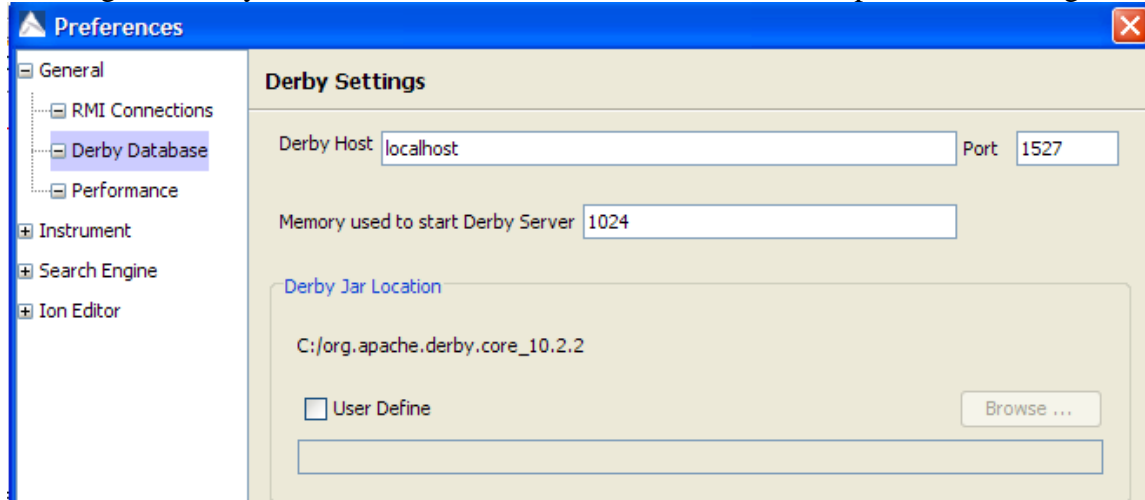 Preferences
General
RMI Connections
Derby Database
Performance
Instrument
Search Engine
Ion Editor
Derby Settings
Derby Host localhost Port 1527
Memory used to start Derby Server 1024
Derby Jar Location
C:/org.apache.derby.core_10.2.2
User Define Browse ...